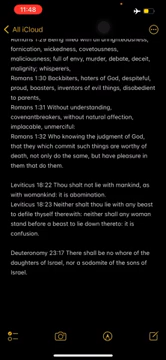 11:48
All iCloud
Romans 1:29 Being filled with all unrighteousness,
fornication, wickedness, covetousness,
maliciousness; full of envy, murder, debate, deceit,
malignity; whisperers,
Romans 1:30 Backbiters, haters of God, despiteful,
proud, boasters, inventors of evil things, disobedient
to parents,
Romans 1:31 Without understanding,
covenantbreakers, without natural affection,
implacable, unmerciful:
Romans 1:32 Who knowing the judgment of God,
that they which commit such things are worthy of
death, not only do the same, but have pleasure in
them that do them.
Leviticus 18:22 Thou shalt not lie with mankind, as
with womankind: it is abomination.
Leviticus 18:23 Neither shalt thou lie with any beast
to defile thyself therewith: neither shall any woman
stand before a beast to lie down thereto: it is
confusion.
Deuteronomy 23:17 There shall be no whore of the
daughters of Israel, nor a sodomite of the sons of
Israel.